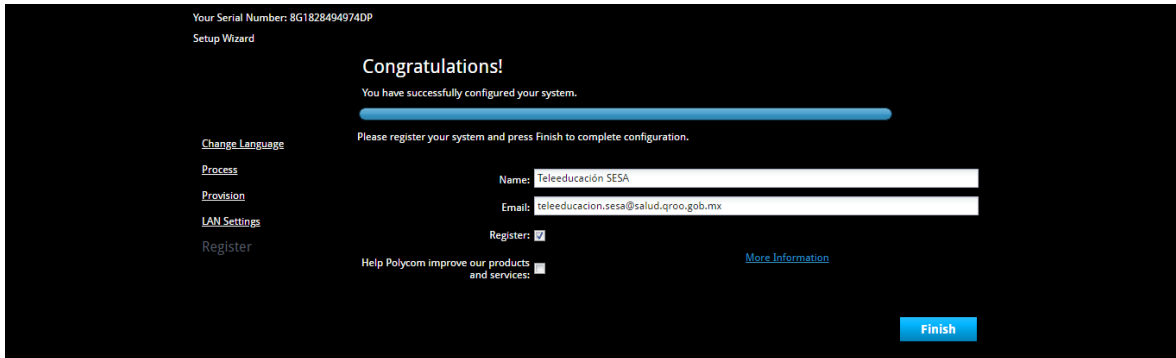 Your Serial Number: 8G1828494974DP
Setup Wizard
Congratulations!
You have successfully configured your system.
Please register your system and press Finish to complete configuration.
Change Language
Process
Provision
LAN Settings
Register
Name: Teleeducación SESA
Email: teleeducacion.sesa@salud.qroo.gob.mx
Register:
Help Polycom improve our products
and services:
More Information
Finish